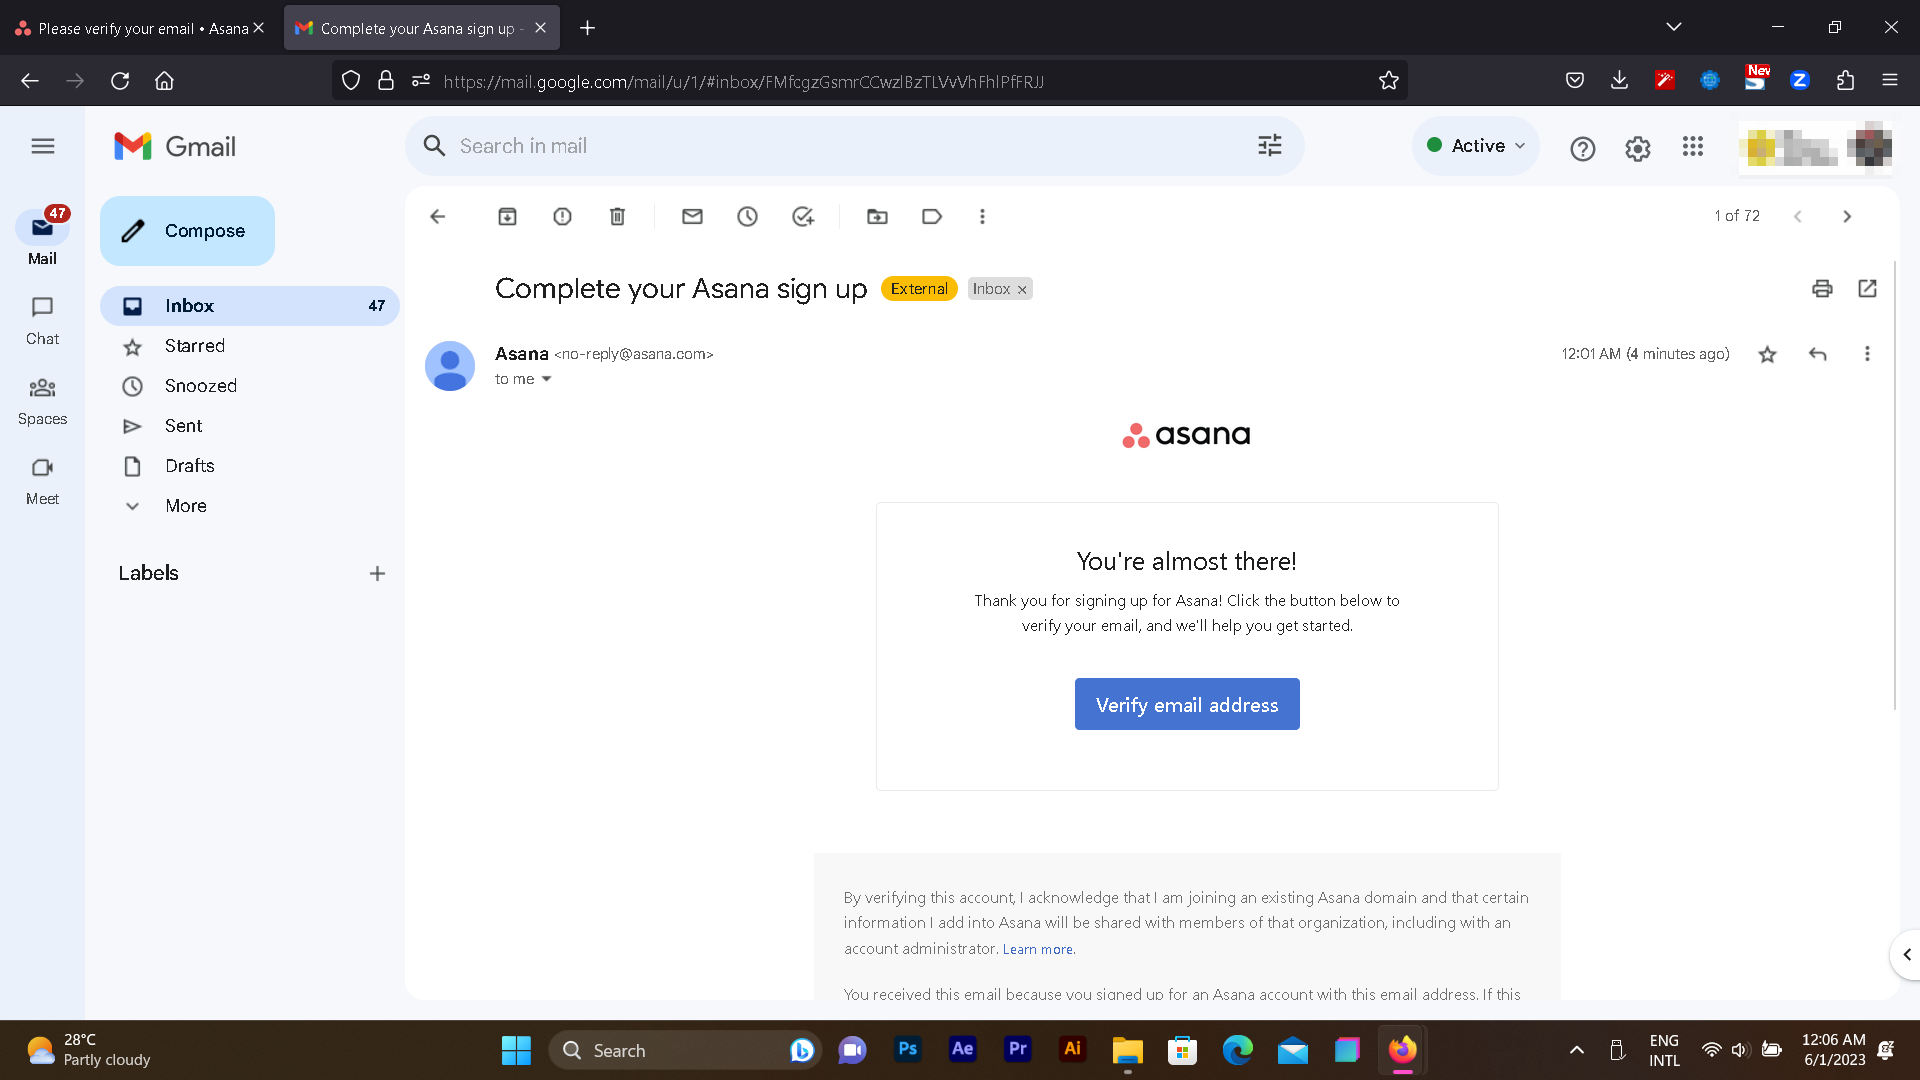 Please verify your email • Asana
Complete your Asana sign up -
https://mail.google.com/mail/u/1/#inbox/FMfcgzGsmrCCwzlBzTLVvVhFhlPfFRJJ
New
Gmail
Search in mail
Active
47
Mail
Chat
Spaces
Meet
Compose
Inbox 47
Starred
Snoozed
Sent
Drafts
More
Labels
1 of 72
Complete your Asana sign up External Inbox ×
Asana <no-reply@asana.com>
12:01 AM (4 minutes ago)
to me
asana
You're almost there!
Thank you for signing up for Asana! Click the button below to
verify your email, and we'll help you get started.
Verify email address
By verifying this account, I acknowledge that I am joining an existing Asana domain and that certain
information I add into Asana will be shared with members of that organization, including with an
account administrator. Learn more.
You received this email because you signed up for an Asana account with this email address. If this
28°C
Partly cloudy
Search
Ps
Ae
Pr
Ai
ENG
INTL
12:06 AM
6/1/2023